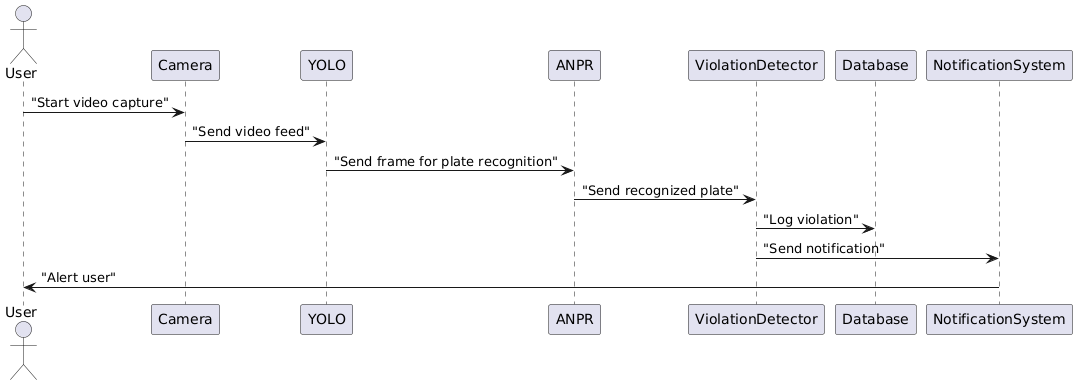 User
Camera
YOLO
ANPR
ViolationDetector
Database
NotificationSystem
"Start video capture"
"Send video feed"
"Send frame for plate recognition"
"Send recognized plate"
"Log violation"
"Send notification"
"Alert user"
User
Camera
YOLO
ANPR
ViolationDetector
Database
NotificationSystem